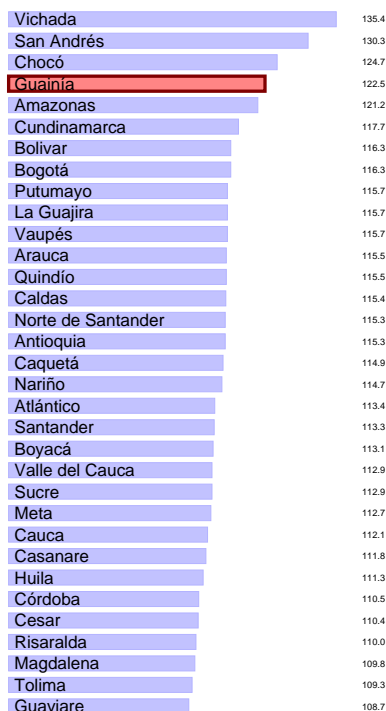 Vichada 135.4
San Andrés 130.3
Chocó 124.7
Guainía 122.5
Amazonas 121.2
Cundinamarca 117.7
Bolivar 116.3
Bogotá 116.3
Putumayo 115.7
La Guajira 115.7
Vaupés 115.7
Arauca 115.5
Quindío 115.5
Caldas 115.4
Norte de Santander 115.3
Antioquia 115.3
Caquetá 114.9
Nariño 114.7
Atlántico 113.4
Santander 113.3
Boyacá 113.1
Valle del Cauca 112.9
Sucre 112.9
Meta 112.7
Cauca 112.1
Casanare 111.8
Huila 111.3
Córdoba 110.5
Cesar 110.4
Risaralda 110.0
Magdalena 109.8
Tolima 109.3
Guaviare 108.7